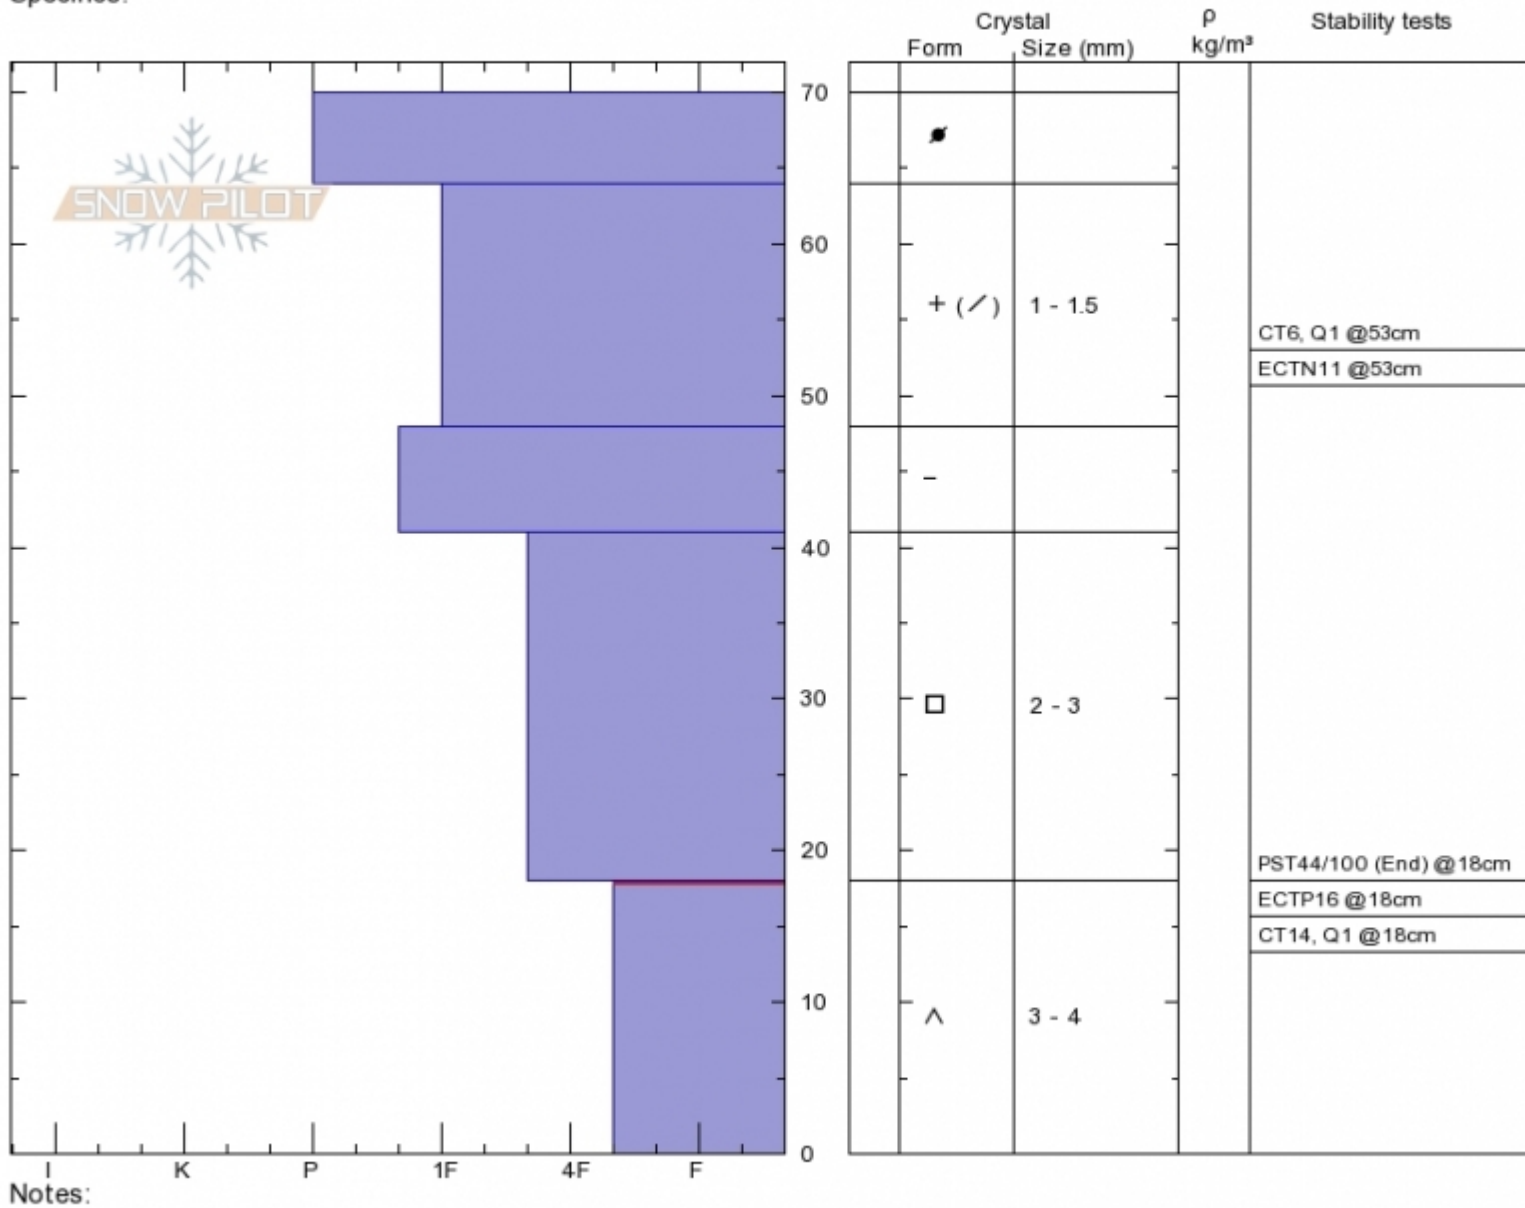 Crystal
ρ
Stability tests
Form
Size (mm)
kg/m³
70
SNOW PILOT
60
+ (/)
1 - 1.5
CT6, Q1 @53cm
ECTN11 @53cm
50
-
40
30
2 - 3
20
PST44/100 (End) @18cm
ECTP16 @18cm
CT14, Q1 @18cm
10
3 - 4
0
I K P 1F 4F F
Notes: